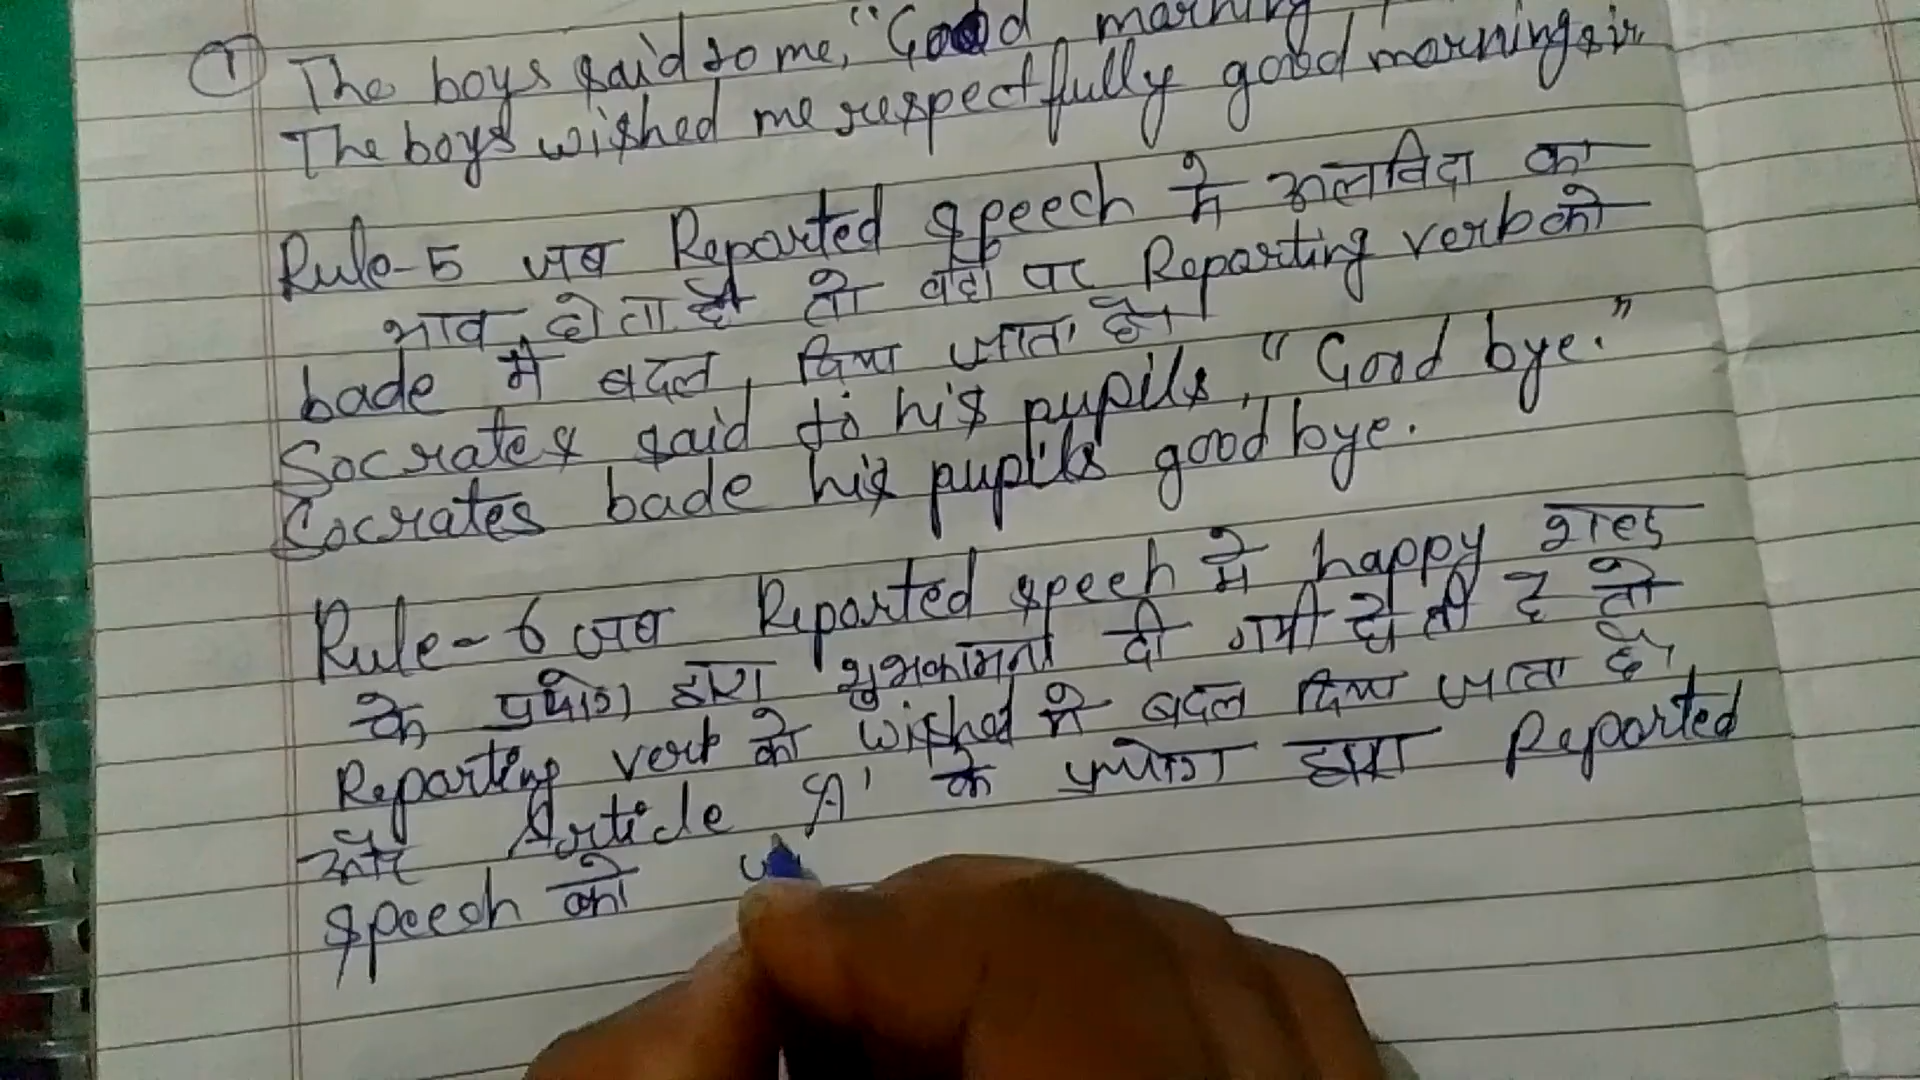 ① The boys said to me, "Good morning
The boys wished me respectfully good morning sir
Rule-5 जब Reported speech में अलविदा का
भाव होता है तो वहां पर Reporting verb को
bade में बदल दिया जाता है।
Socrates said to his pupils, "Good bye."
Socrates bade his pupils good bye.
Rule-6 जब Reported speech में happy शब्द
के प्रयोग द्वारा शुभकामना दी गयी होती है तो
Reporting verb को wished में बदल दिया जाता है।
और Article 'A' के प्रयोग द्वारा Reported
speech को